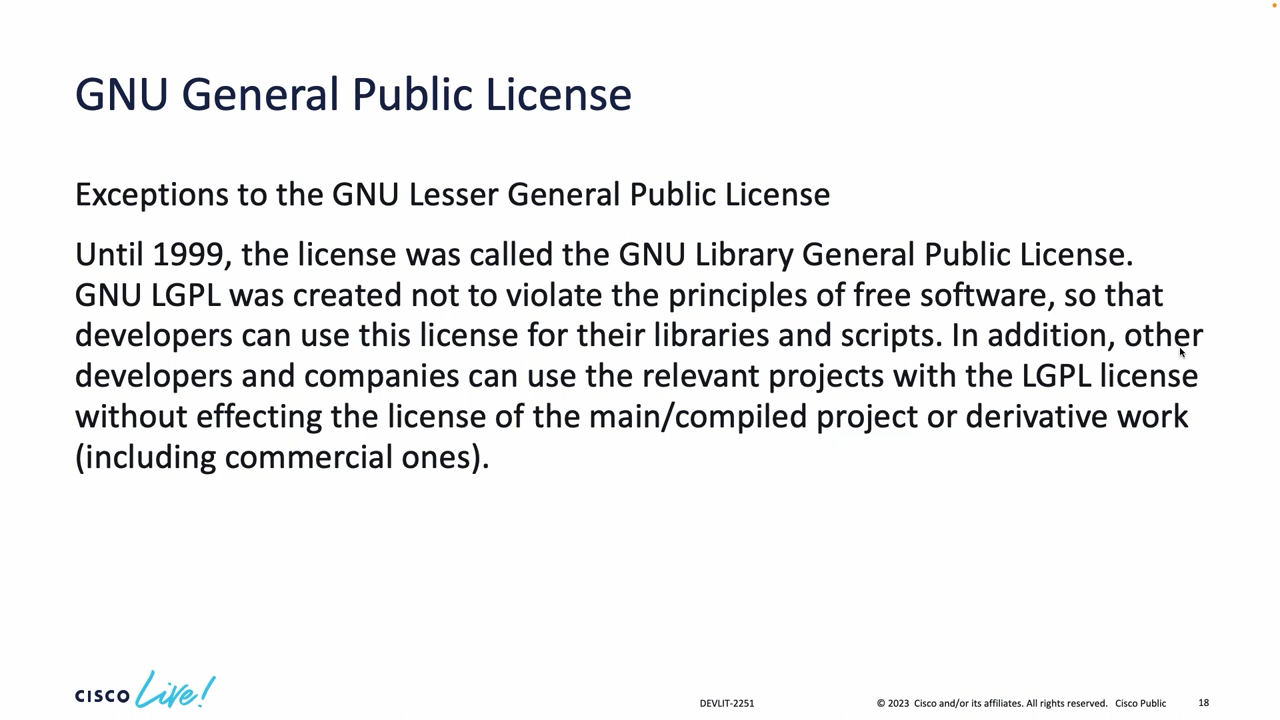 GNU General Public License
Exceptions to the GNU Lesser General Public License
Until 1999, the license was called the GNU Library General Public License.
GNU LGPL was created not to violate the principles of free software, so that
developers can use this license for their libraries and scripts. In addition, other
developers and companies can use the relevant projects with the LGPL license
without effecting the license of the main/compiled project or derivative work
(including commercial ones).
CISCO Live!
DEVLIT-2251
© 2023 Cisco and/or its affiliates. All rights reserved. Cisco Public
18